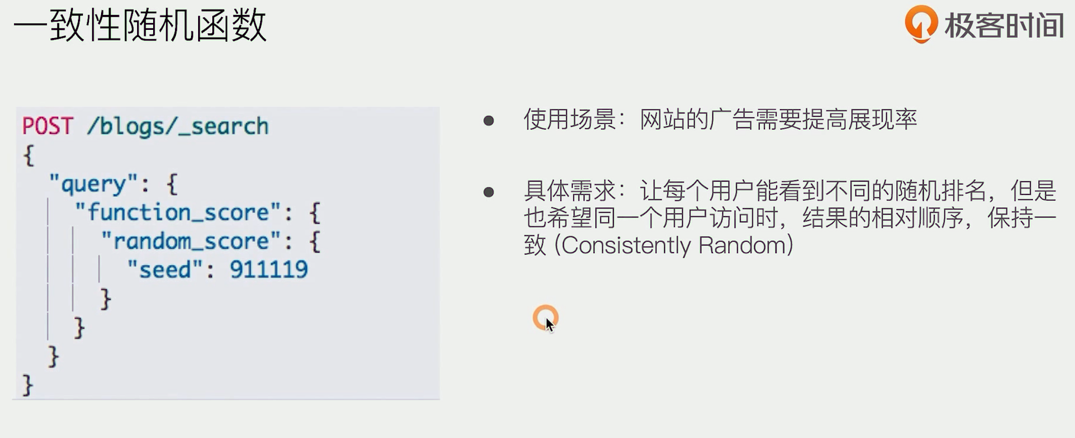 一致性随机函数
极客时间
POST /blogs/_search
{
"query": {
"function_score": {
"random_score": {
"seed": 911119
}
}
}
}
使用场景：网站的广告需要提高展现率
具体需求：让每个用户能看到不同的随机排名，但是
也希望同一个用户访问时，结果的相对顺序，保持一
致 (Consistently Random)